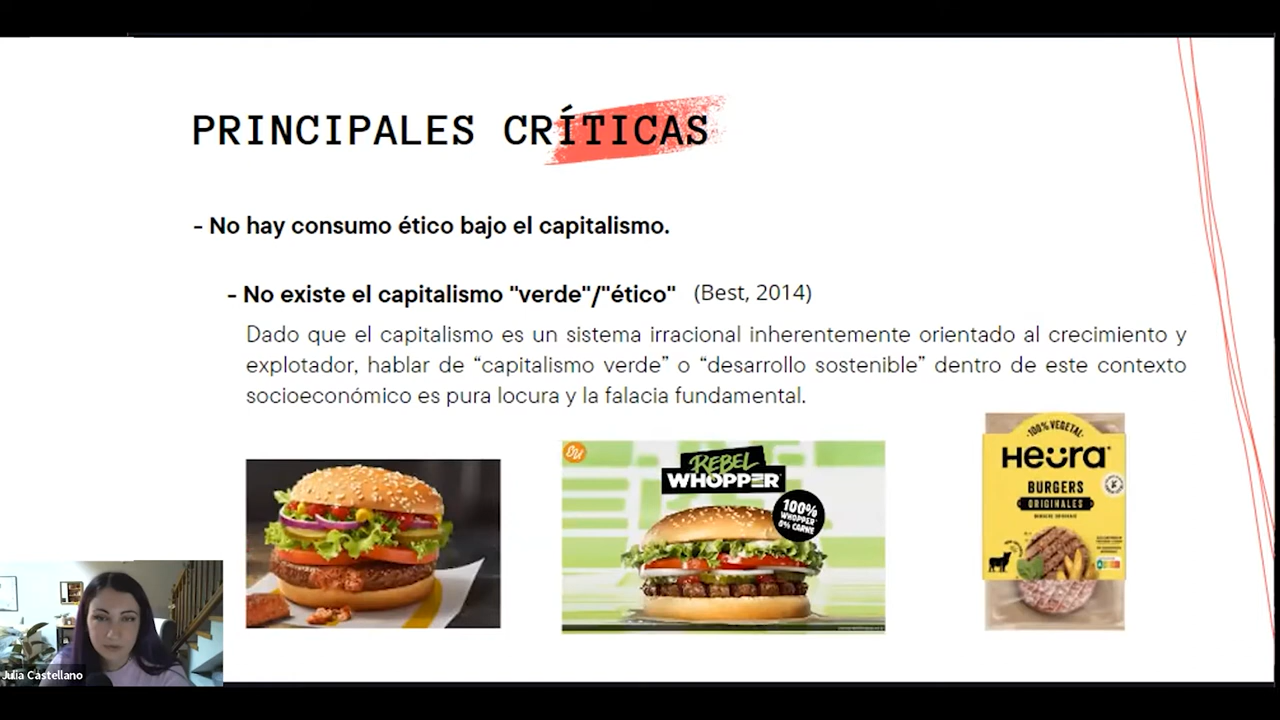 PRINCIPALES CRÍTICAS
- No hay consumo ético bajo el capitalismo.
- No existe el capitalismo "verde"/"ético" (Best, 2014)
Dado que el capitalismo es un sistema irracional inherentemente orientado al crecimiento y
explotador, hablar de “capitalismo verde” o “desarrollo sostenible” dentro de este contexto
socioeconómico es pura locura y la falacia fundamental.
REBEL
WHOPPER
100%
WHOPPER
0% CARNE
100% VEGETAL
HEURA
BURGERS
ORIGINALES
Julia Castellano